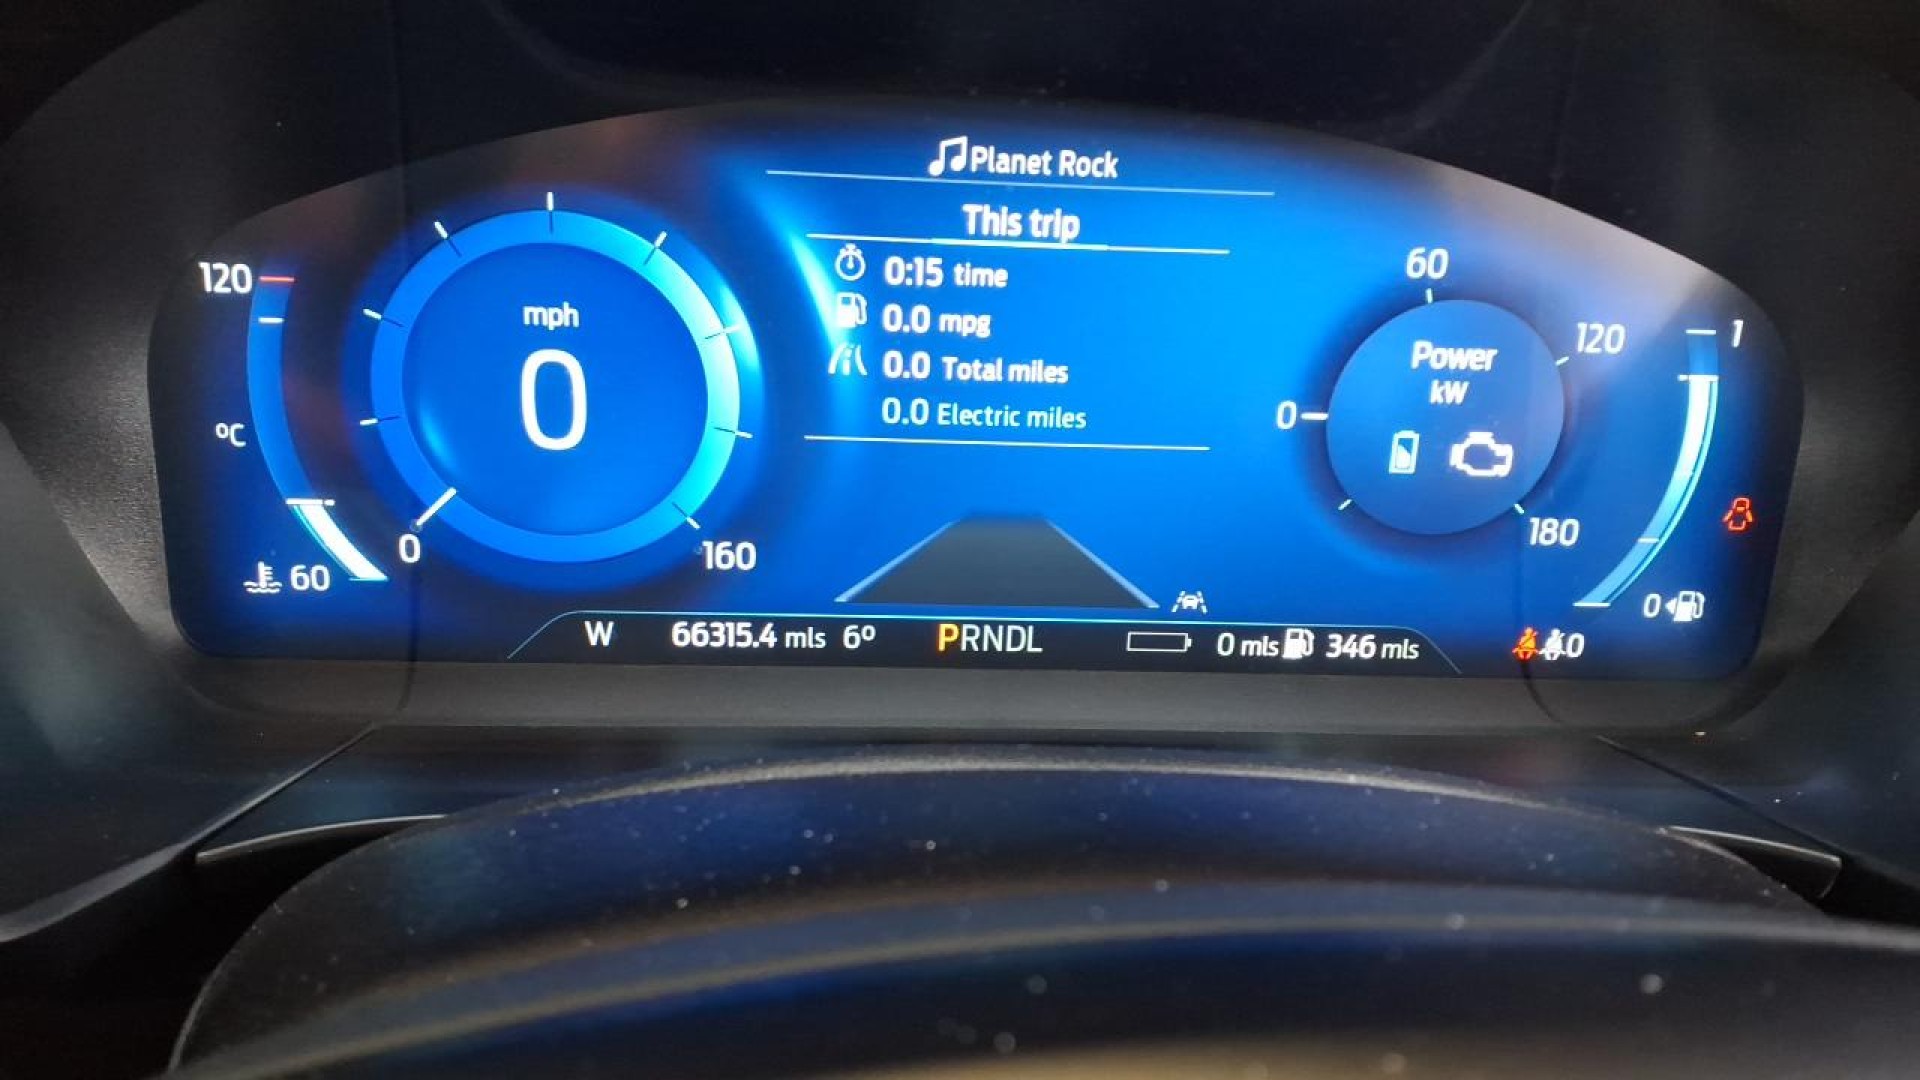 Planet Rock
This trip
0:15 time
0.0 mpg
0.0 Total miles
0.0 Electric miles
120
ºC
60
mph
0
0
160
60
0
120
180
Power
kW
1
0
W 66315.4 mls 6º PRNDL 0 mls 346 mls
0